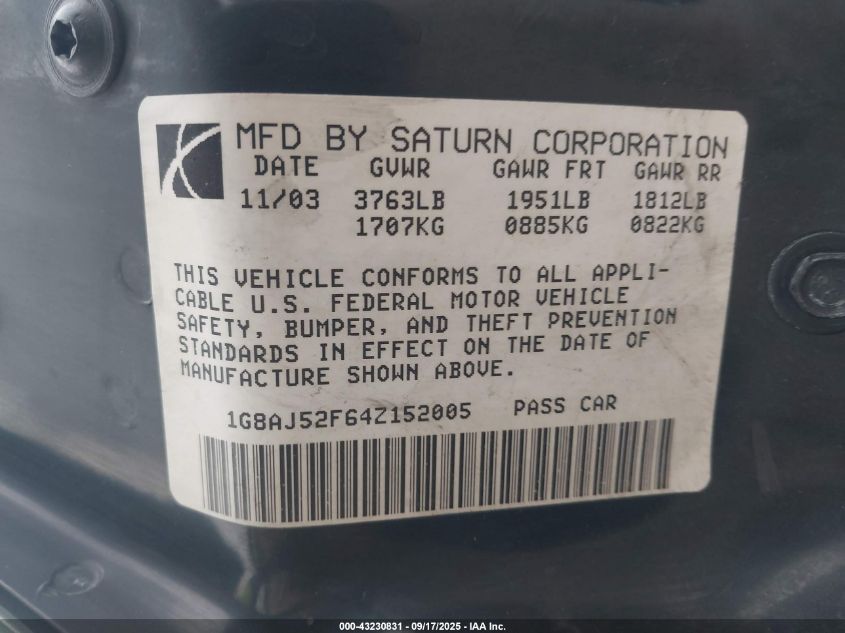 MFD BY SATURN CORPORATION
DATE GVWR GAWR FRT GAWR RR
11/03 3763LB 1951LB 1812LB
1707KG 0885KG 0822KG
THIS VEHICLE CONFORMS TO ALL APPLI-
CABLE U.S. FEDERAL MOTOR VEHICLE
SAFETY, BUMPER, AND THEFT PREVENTION
STANDARDS IN EFFECT ON THE DATE OF
MANUFACTURE SHOWN ABOVE.
1G8AJ52F64Z152005 PASS CAR
000-43230831 - 09/17/2025 - IAA Inc.